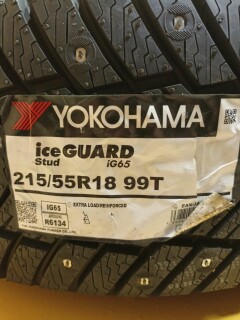 YOKOHAMA
iceGUARD
Stud iG65
215/55R18 99T
EXTRA LOAD/REINFORCED
IG65
R6134